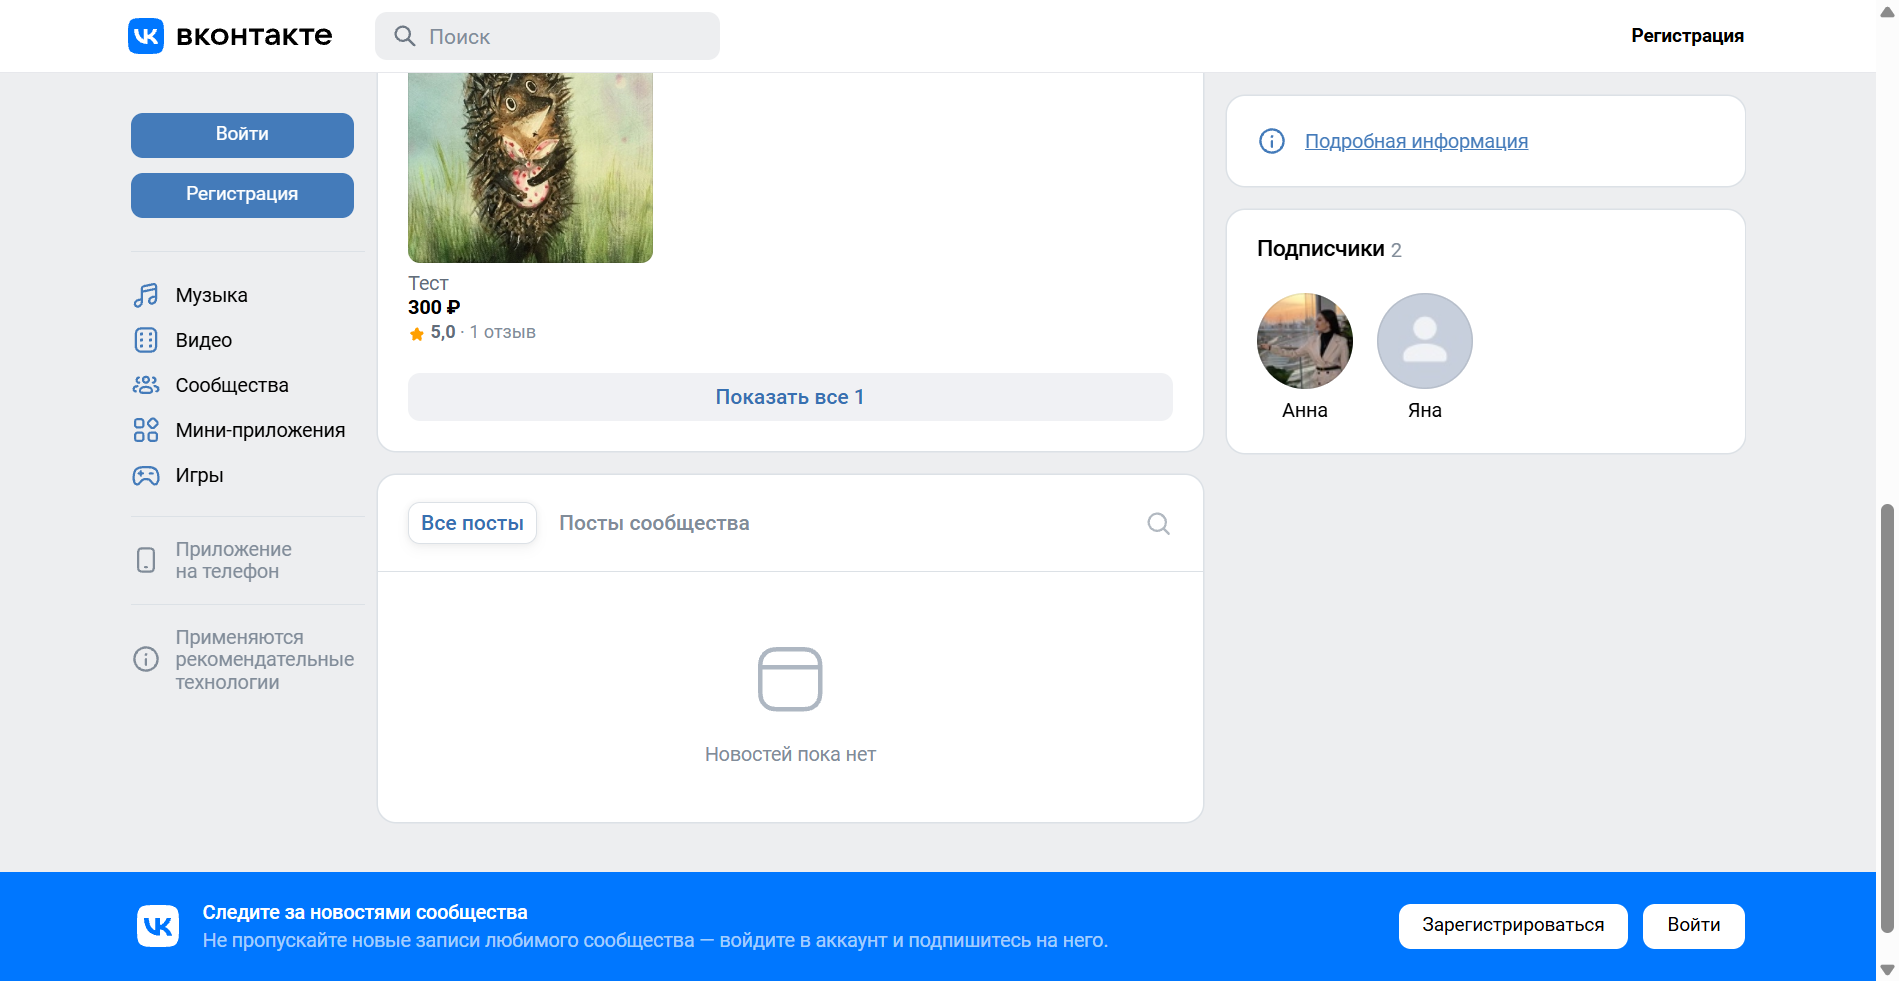 вконтакте
Поиск
Регистрация
Войти
Регистрация
Музыка
Видео
Сообщества
Мини-приложения
Игры
Приложение
на телефон
Применяются
рекомендательные
технологии
Тест
300 ₽
5,0 · 1 отзыв
Показать все 1
Все посты
Посты сообщества
Новостей пока нет
Подробная информация
Подписчики 2
Анна
Яна
Следите за новостями сообщества
Не пропускайте новые записи любимого сообщества — войдите в аккаунт и подпишитесь на него.
Зарегистрироваться
Войти